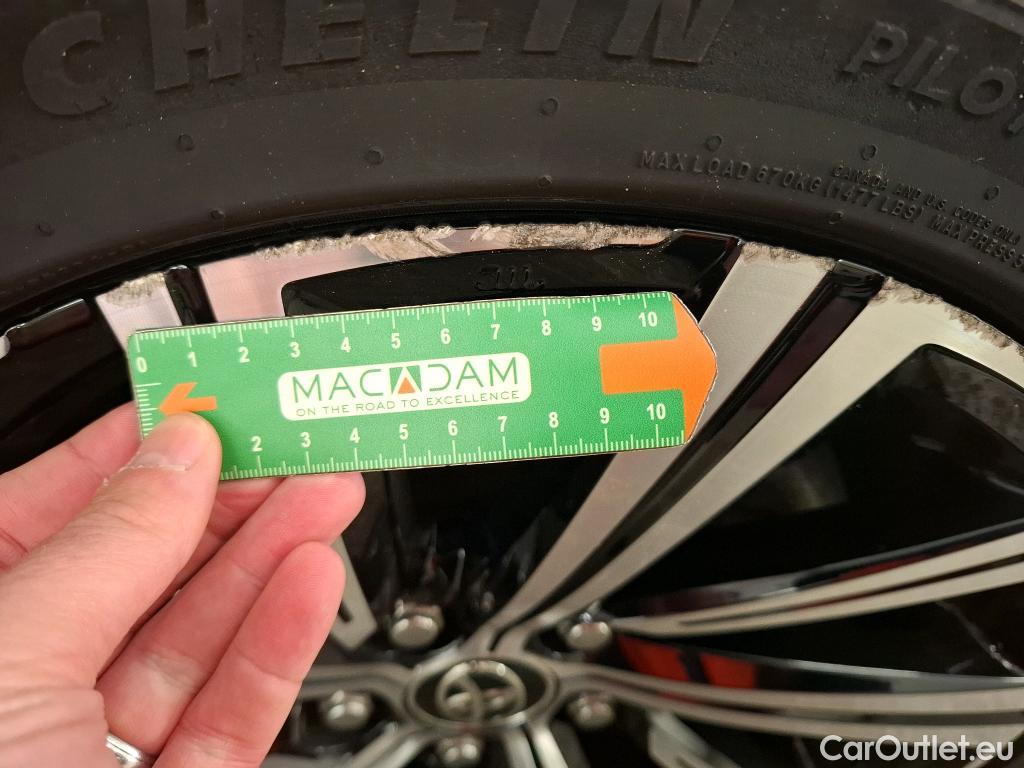 CHELIN
PILOT
MAX LOAD 670KG (1477 LBS) MAX PRESS
CANADA AND U.S. CODES ONLY
0 1 2 3 4 5 6 7 8 9 10
MACADAM
ON THE ROAD TO EXCELLENCE
2 3 4 5 6 7 8 9 10
CarOutlet.eu